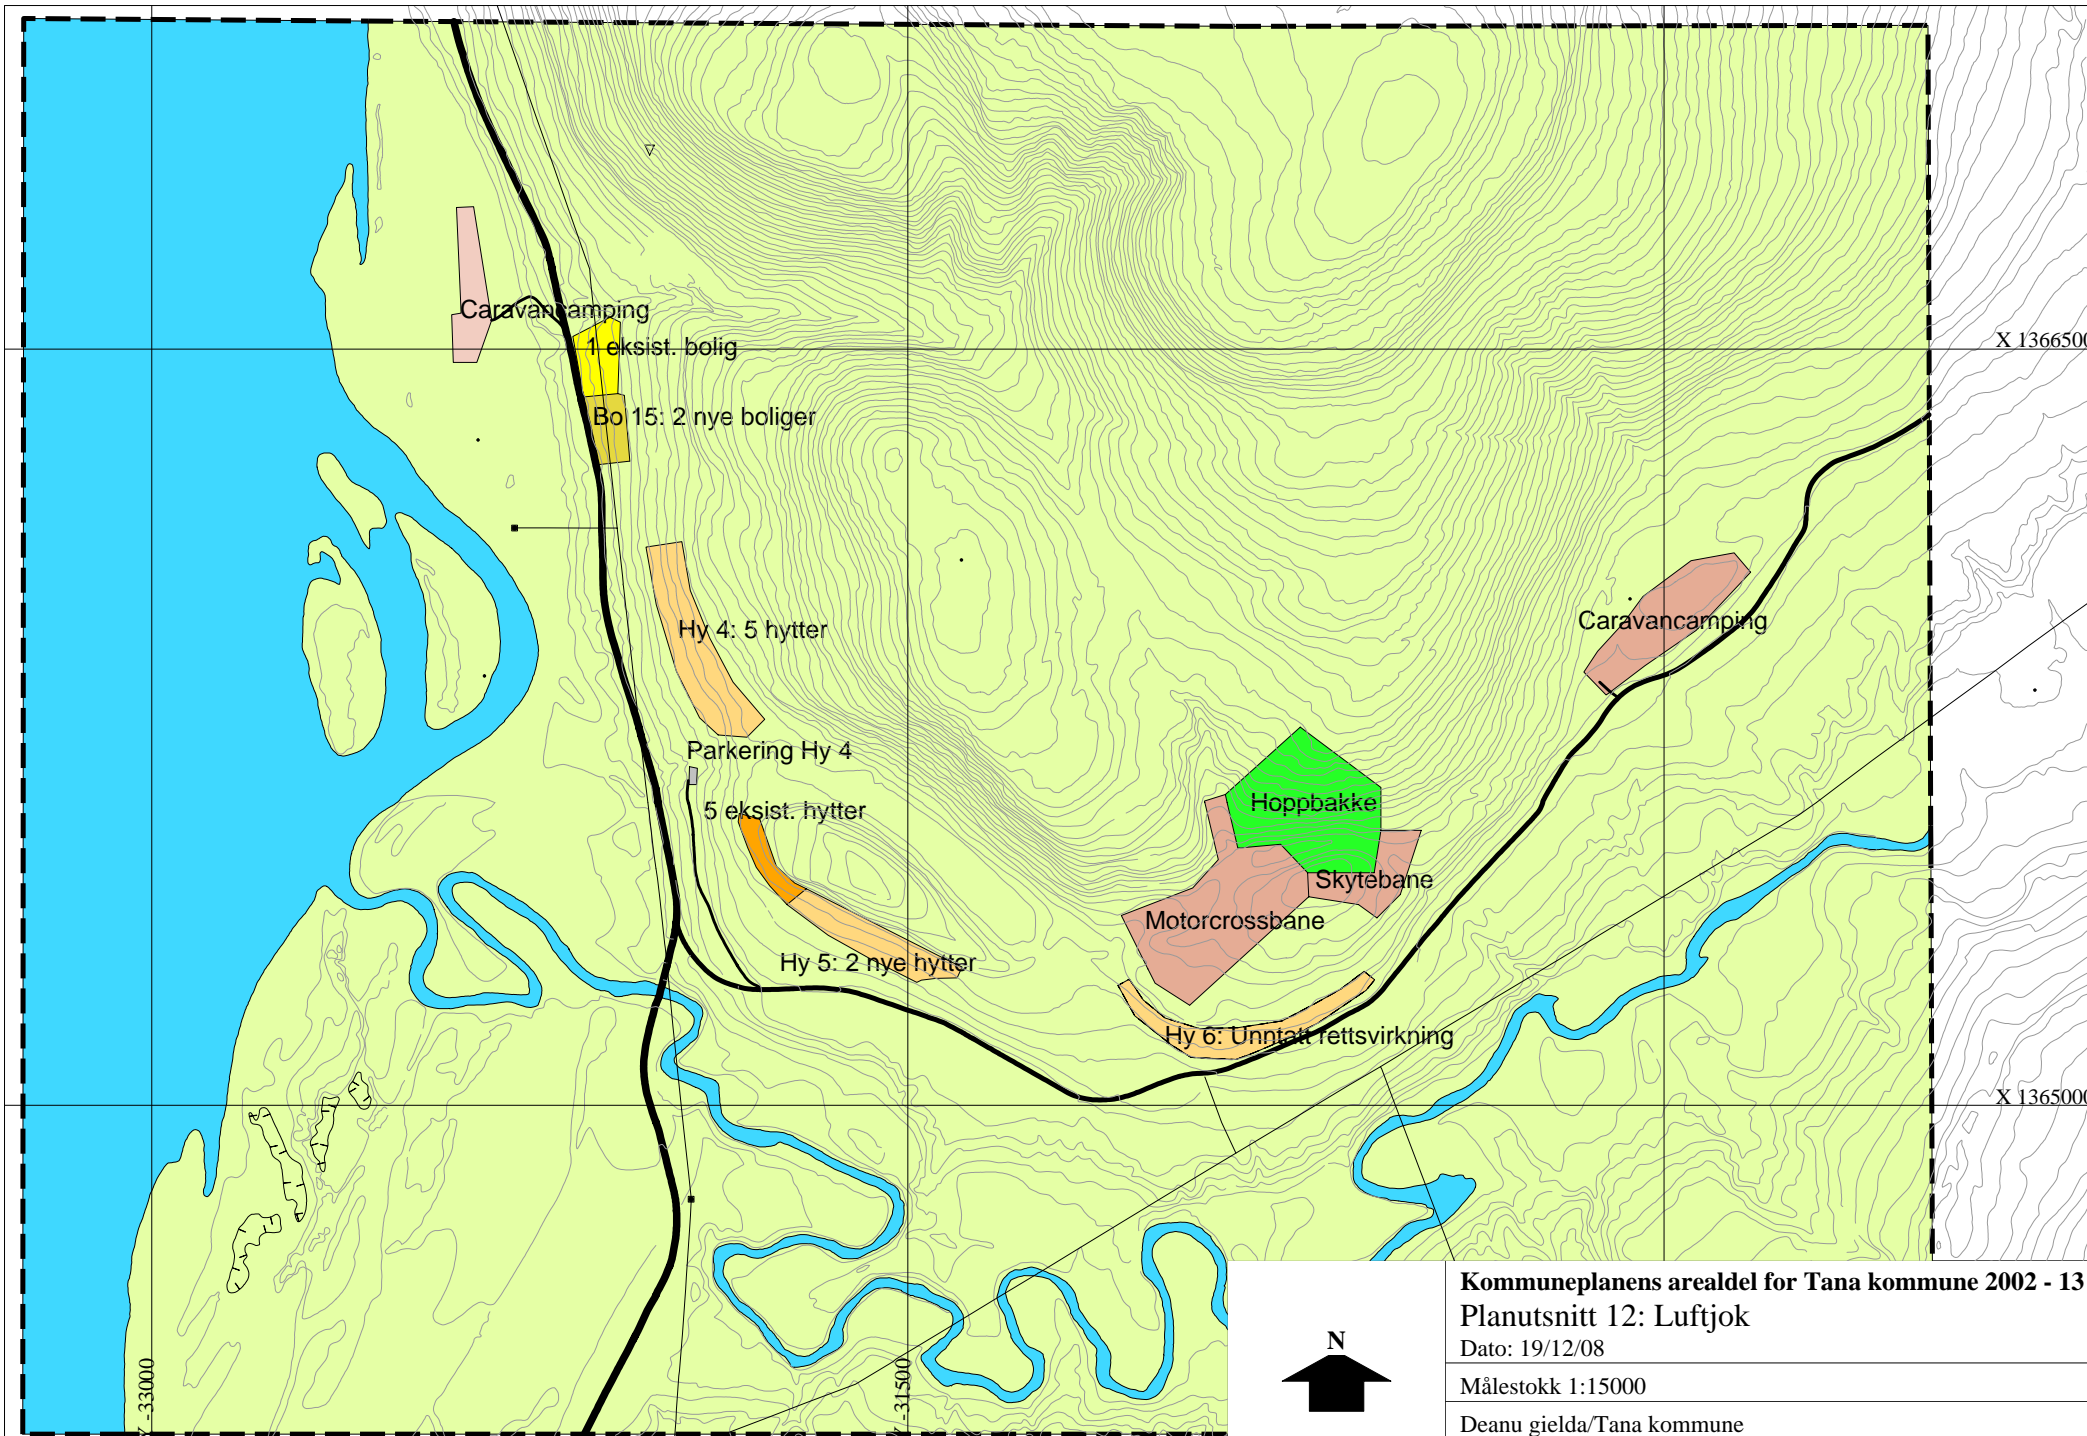 Caravancamping
1 eksist. bolig
X 1366500
Bo 15: 2 nye boliger
Hy 4: 5 hytter
Caravancamping
Parkering Hy 4
5 eksist. hytter
Hoppbakke
Skytebane
Motorcrossbane
Hy 5: 2 nye hytter
Hy 6: Unntatt rettsvirkning
X 1365000
-33000
-31500
N
Kommuneplanens arealdel for Tana kommune 2002 - 13
Planutsnitt 12: Luftjok
Dato: 19/12/08
Målestokk 1:15000
Deanu gielda/Tana kommune